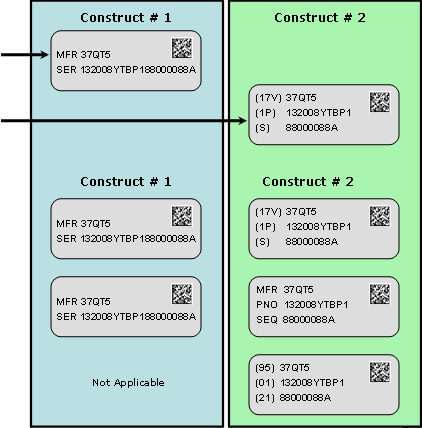 Construct # 1
MFR 37QT5
SER 132008YTBP188000088A
Construct # 2
(17V) 37QT5
(1P) 132008YTBP1
(S) 88000088A
Construct # 1
MFR 37QT5
SER 132008YTBP188000088A
MFR 37QT5
SER 132008YTBP188000088A
Not Applicable
Construct # 2
(17V) 37QT5
(1P) 132008YTBP1
(S) 88000088A
MFR 37QT5
PNO 132008YTBP1
SEQ 88000088A
(95) 37QT5
(01) 132008YTBP1
(21) 88000088A